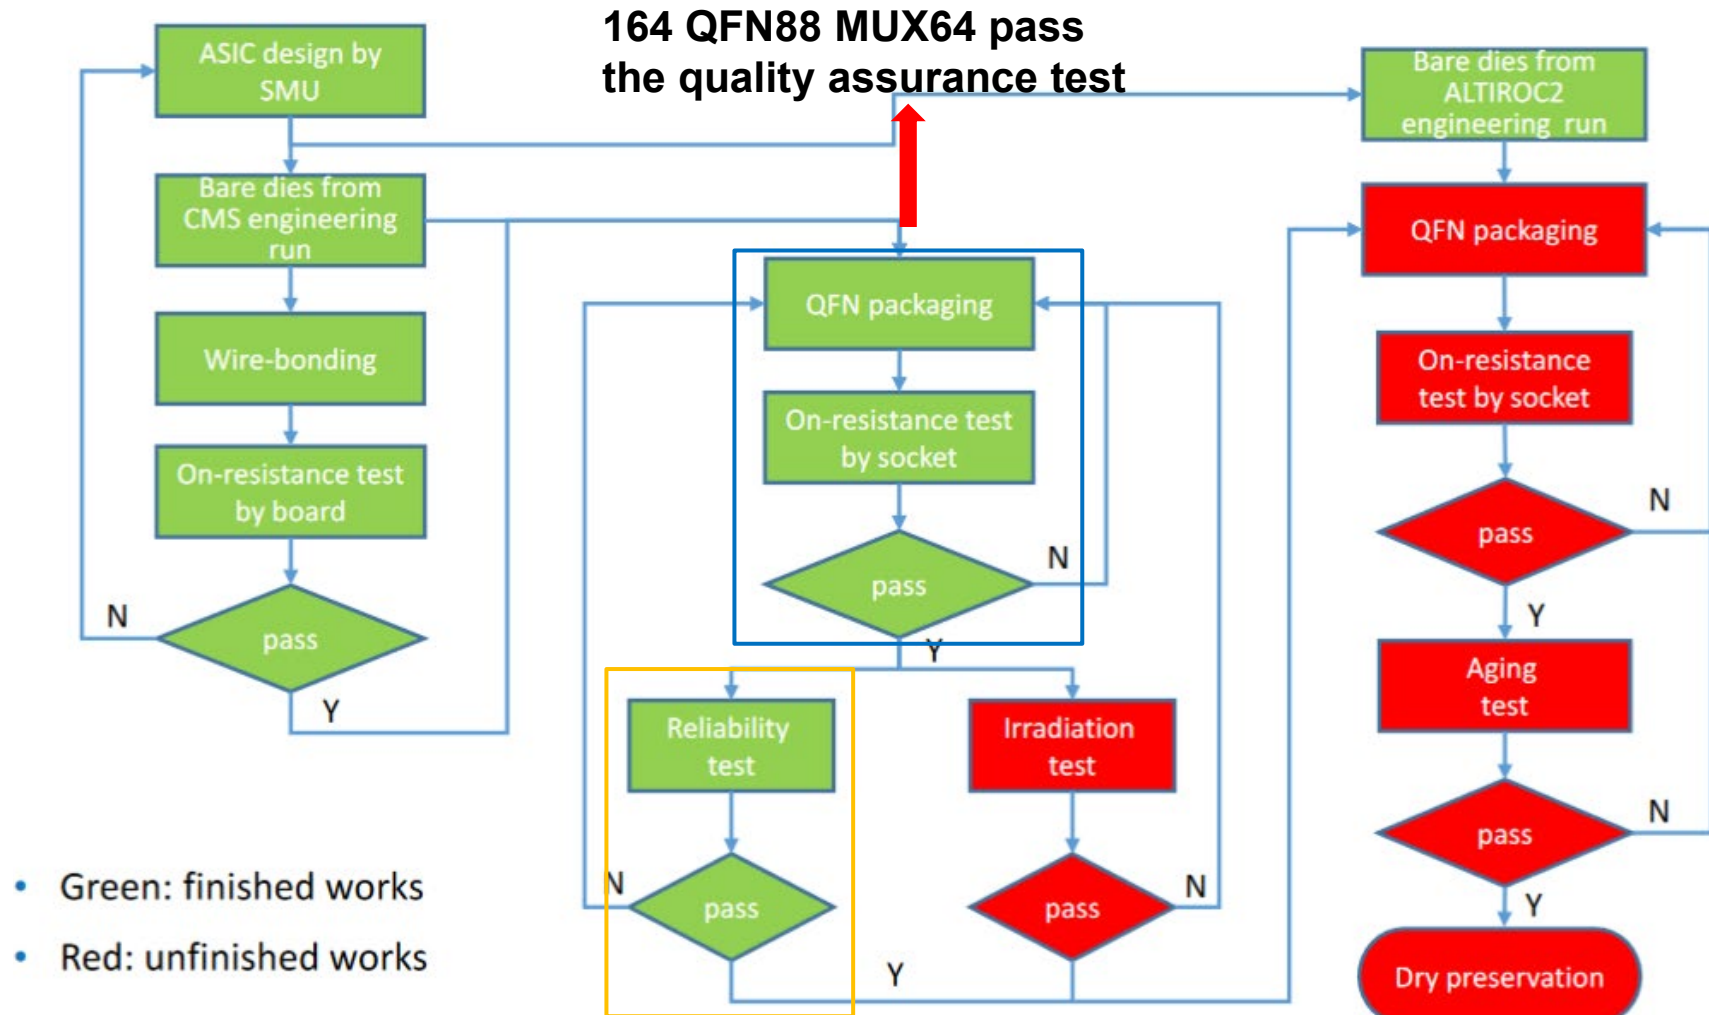 164 QFN88 MUX64 pass
the quality assurance test
ASIC design by
SMU
Bare dies from
CMS engineering
run
Wire-bonding
On-resistance test
by board
pass
N
Y
QFN packaging
On-resistance test
by socket
pass
N
Y
Reliability
test
pass
N
Irradiation
test
pass
N
Y
Bare dies from
ALTIROC2
engineering run
QFN packaging
On-resistance
test by socket
pass
N
Y
Aging
test
pass
N
Y
Dry preservation
• Green: finished works
• Red: unfinished works